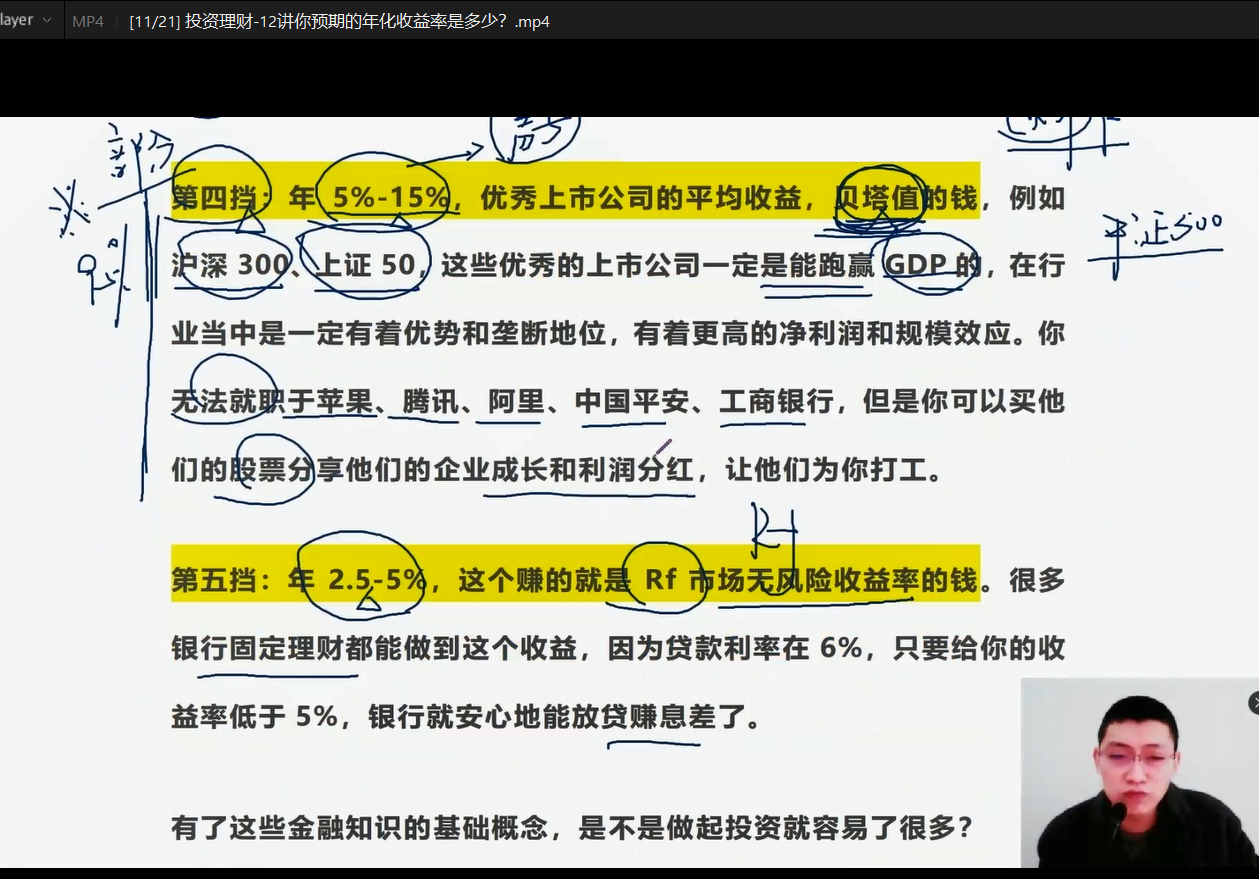 layer
MP4
[11/21] 投资理财-12讲你预期的年化收益率是多少？.mp4
第四挡：年 5%-15%，优秀上市公司的平均收益，贝塔值的钱，例如
沪深 300、上证 50，这些优秀的上市公司一定是能跑赢 GDP 的，在行
业当中是一定有着优势和垄断地位，有着更高的净利润和规模效应。你
无法就职于苹果、腾讯、阿里、中国平安、工商银行，但是你可以买他
们的股票分享他们的企业成长和利润分红，让他们为你打工。
中证500
95%
第五挡：年 2.5-5%，这个赚的就是 Rf 市场无风险收益率的钱。很多
银行固定理财都能做到这个收益，因为贷款利率在 6%，只要给你的收
益率低于 5%，银行就安心地能放贷赚息差了。
有了这些金融知识的基础概念，是不是做起投资就容易了很多？